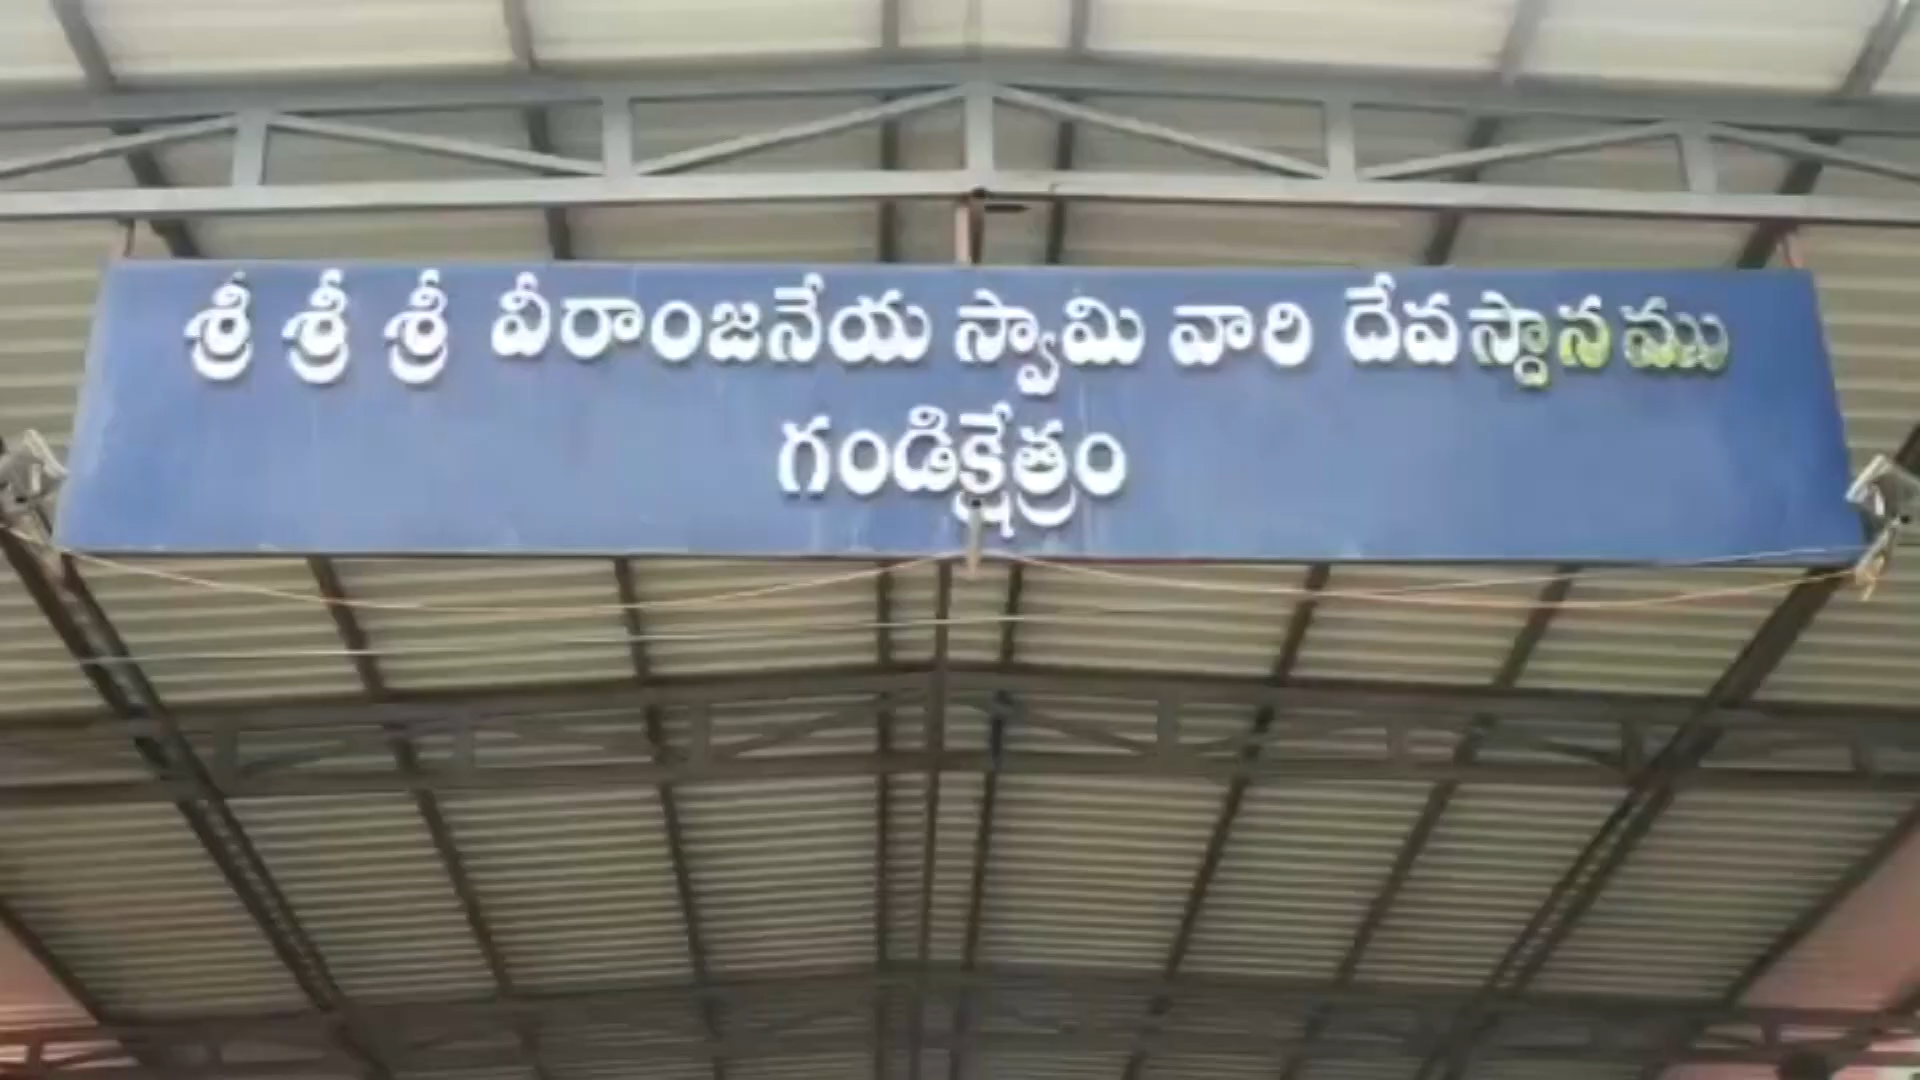 శ్రీ శ్రీ శ్రీ వీరాంజనేయ స్వామి వారి దేవస్థానము
గండిక్షేత్రం